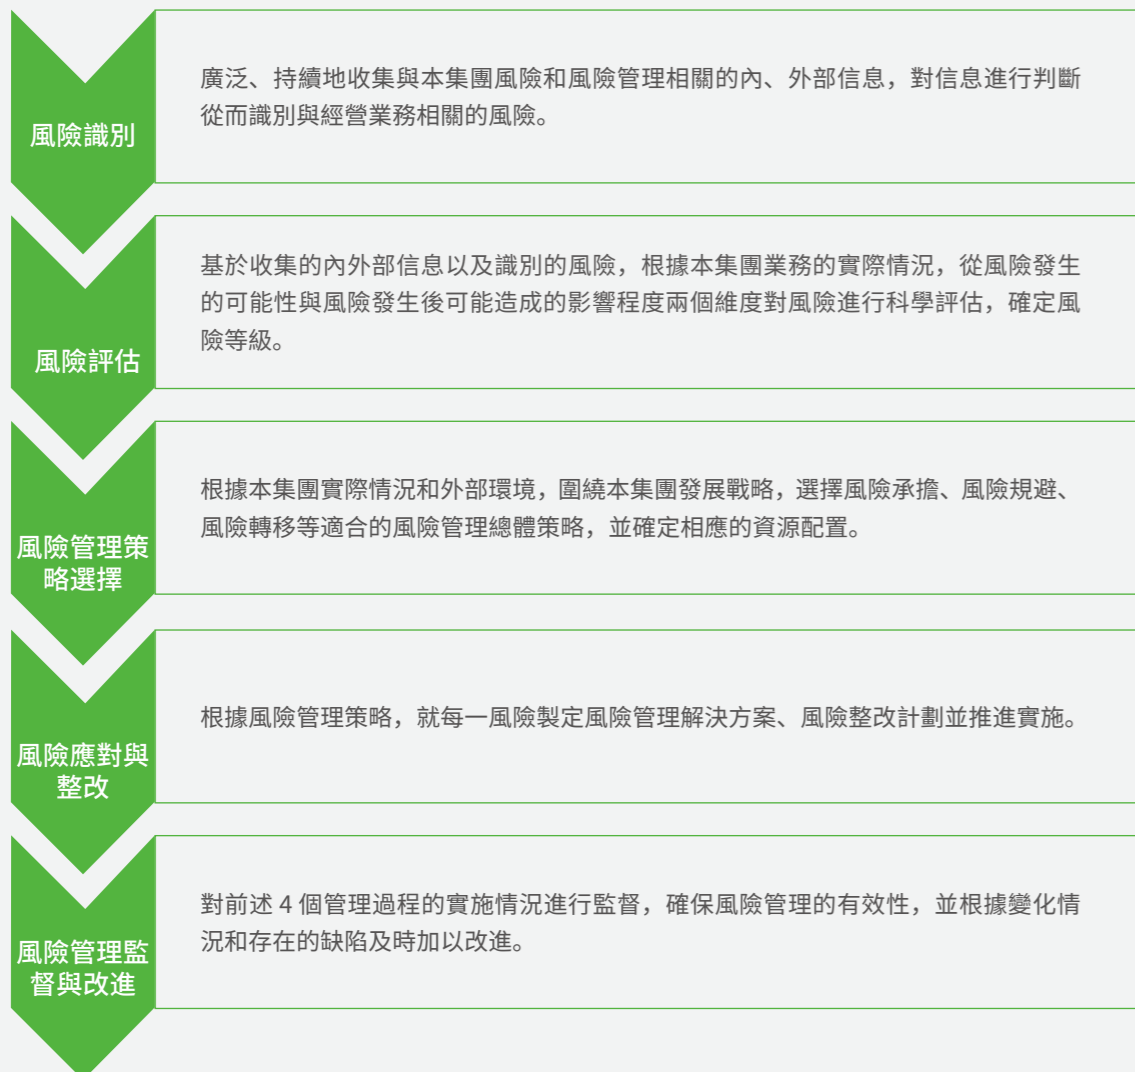 風險識別
廣泛、持續地收集與本集團風險和風險管理相關的內、外部信息，對信息進行判斷
從而識別與經營業務相關的風險。
風險評估
基於收集的內外部信息以及識別的風險，根據本集團業務的實際情況，從風險發生
的可能性與風險發生後可能造成的影響程度兩個維度對風險進行科學評估，確定風
險等級。
風險管理策
略選擇
根據本集團實際情況和外部環境，圍繞本集團發展戰略，選擇風險承擔、風險規避、
風險轉移等適合的風險管理總體策略，並確定相應的資源配置。
風險應對與
整改
根據風險管理策略，就每一風險製定風險管理解決方案、風險整改計劃並推進實施。
風險管理監
督與改進
對前述 4 個管理過程的實施情況進行監督，確保風險管理的有效性，並根據變化情
況和存在的缺陷及時加以改進。